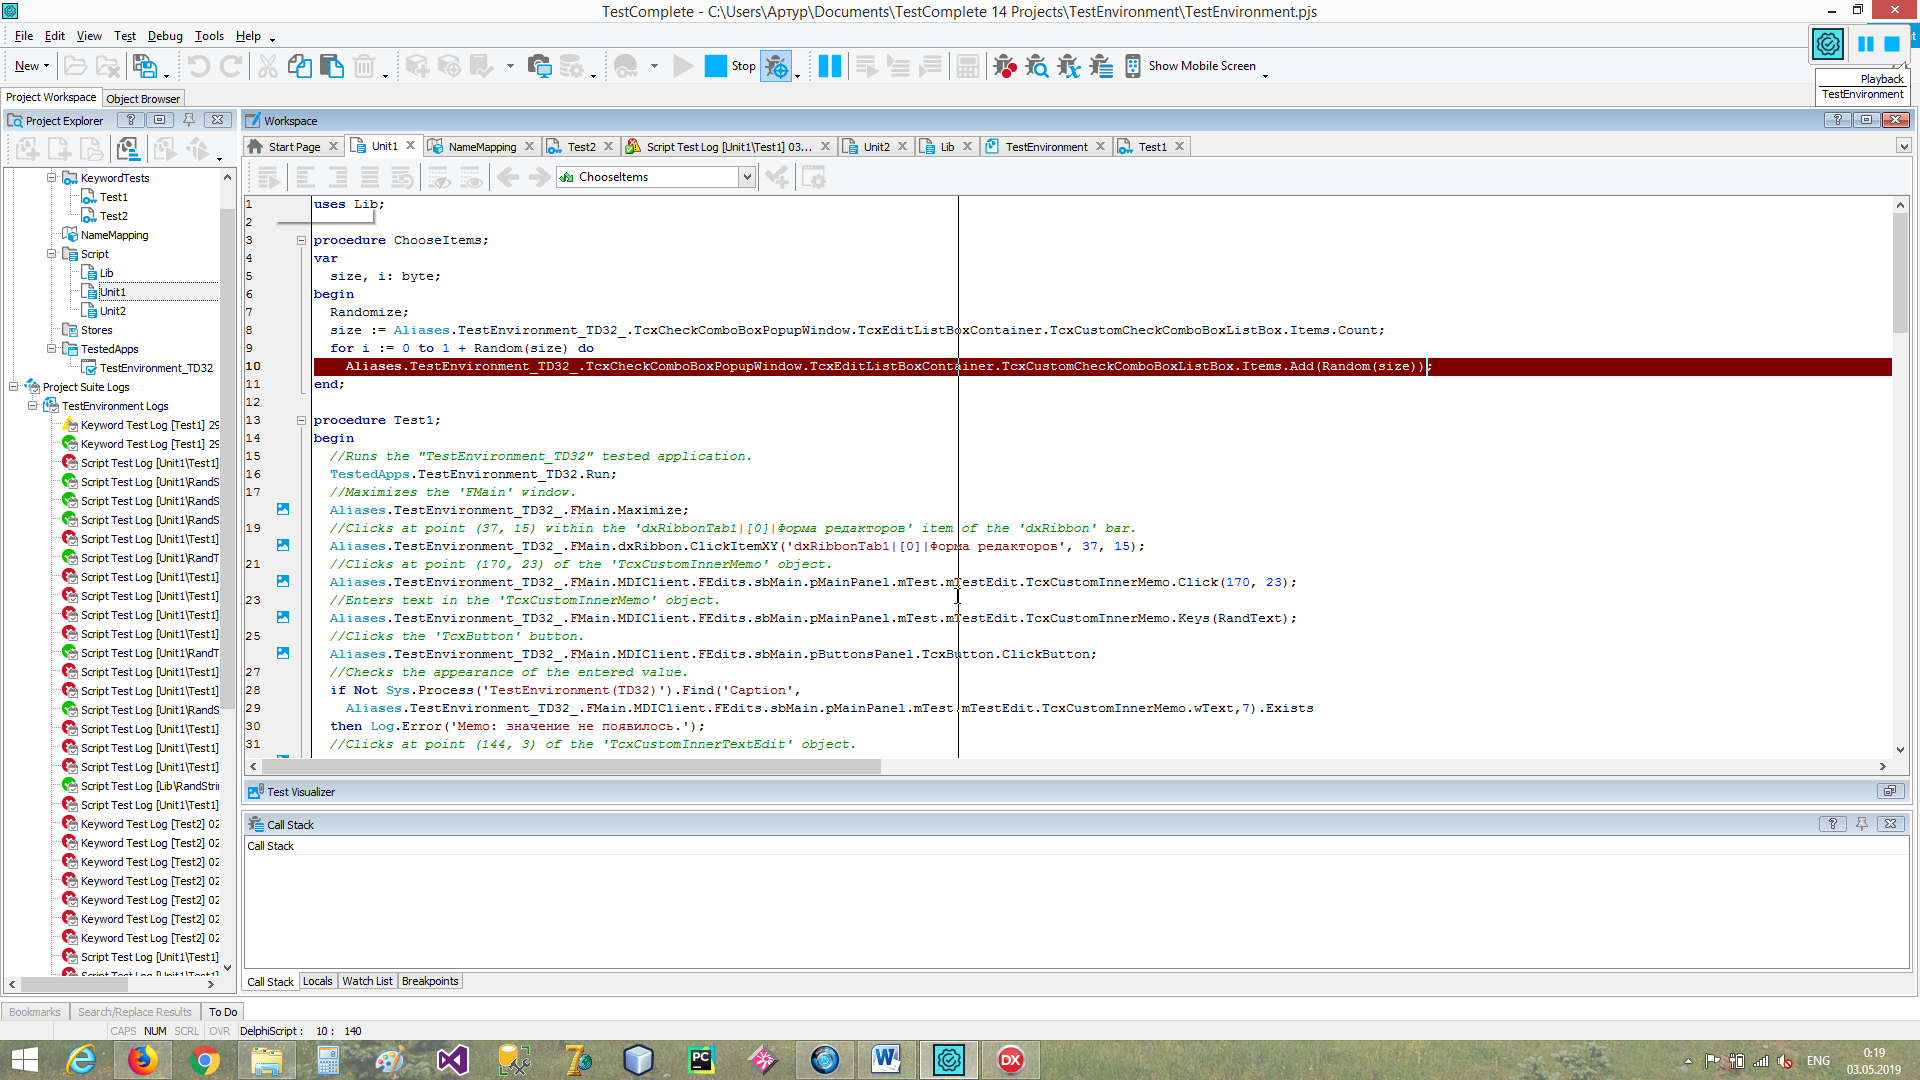 TestComplete - C:\Users\Артур\Documents\TestComplete 14 Projects\TestEnvironment\TestEnvironment.pjs
File Edit View Test Debug Tools Help
New Stop Show Mobile Screen
Playback
TestEnvironment
Project Workspace Object Browser
Project Explorer
Workspace
Start Page Unit1 NameMapping Test2 Script Test Log [Unit1\Test1] 03... Unit2 Lib TestEnvironment Test1
ChooseItems
KeywordTests
Test1
Test2
NameMapping
Script
Lib
Unit1
Unit2
Stores
TestedApps
TestEnvironment_TD32
Project Suite Logs
TestEnvironment Logs
Keyword Test Log [Test1] 29
Keyword Test Log [Test1] 29
Script Test Log [Unit1\Test1]
Script Test Log [Unit1\RandS
Script Test Log [Unit1\RandS
Script Test Log [Unit1\RandS
Script Test Log [Unit1\Test1]
Script Test Log [Unit1\RandT
Script Test Log [Unit1\Test1]
Script Test Log [Unit1\Test1]
Script Test Log [Unit1\Test1]
Script Test Log [Unit1\Test1]
Script Test Log [Unit1\RandT
Script Test Log [Unit1\Test1]
Script Test Log [Unit1\Test1]
Script Test Log [Unit1\RandS
Script Test Log [Unit1\Test1]
Script Test Log [Unit1\Test1]
Script Test Log [Unit1\Test1]
Script Test Log [Lib\RandStri
Script Test Log [Unit1\Test1]
Keyword Test Log [Test2] 02
Keyword Test Log [Test2] 02
Keyword Test Log [Test2] 02
Keyword Test Log [Test2] 02
Keyword Test Log [Test2] 02
Keyword Test Log [Test2] 02
Keyword Test Log [Test2] 02
Script Test Log [Unit1\Test1]
Script Test Log [Unit1\Test1]
1 uses Lib;
2
3 procedure ChooseItems;
4 var
5 size, i: byte;
6 begin
7 Randomize;
8 size := Aliases.TestEnvironment_TD32_.TcxCheckComboBoxPopupWindow.TcxEditListBoxContainer.TcxCustomCheckComboBoxListBox.Items.Count;
9 for i := 0 to 1 + Random(size) do
10 Aliases.TestEnvironment_TD32_.TcxCheckComboBoxPopupWindow.TcxEditListBoxContainer.TcxCustomCheckComboBoxListBox.Items.Add(Random(size));
11 end;
12
13 procedure Test1;
14 begin
15 //Runs the "TestEnvironment_TD32" tested application.
16 TestedApps.TestEnvironment_TD32.Run;
17 //Maximizes the 'FMain' window.
Aliases.TestEnvironment_TD32_.FMain.Maximize;
19 //Clicks at point (37, 15) within the 'dxRibbonTab1|[0]|Форма редакторов' item of the 'dxRibbon' bar.
Aliases.TestEnvironment_TD32_.FMain.dxRibbon.ClickItemXY('dxRibbonTab1|[0]|Форма редакторов', 37, 15);
21 //Clicks at point (170, 23) of the 'TcxCustomInnerMemo' object.
Aliases.TestEnvironment_TD32_.FMain.MDIClient.FEdits.sbMain.pMainPanel.mTest.mTestEdit.TcxCustomInnerMemo.Click(170, 23);
23 //Enters text in the 'TcxCustomInnerMemo' object.
Aliases.TestEnvironment_TD32_.FMain.MDIClient.FEdits.sbMain.pMainPanel.mTest.mTestEdit.TcxCustomInnerMemo.Keys(RandText);
25 //Clicks the 'TcxButton' button.
Aliases.TestEnvironment_TD32_.FMain.MDIClient.FEdits.sbMain.pButtonsPanel.TcxButton.ClickButton;
27 //Checks the appearance of the entered value.
28 if Not Sys.Process('TestEnvironment(TD32)').Find('Caption',
29 Aliases.TestEnvironment_TD32_.FMain.MDIClient.FEdits.sbMain.pMainPanel.mTest.mTestEdit.TcxCustomInnerMemo.wText,7).Exists
30 then Log.Error('Memo: значение не появилось.');
31 //Clicks at point (144, 3) of the 'TcxCustomInnerTextEdit' object.
Test Visualizer
Call Stack
Call Stack
Call Stack Locals Watch List Breakpoints
Bookmarks Search/Replace Results To Do
CAPS NUM SCRL OVR DelphiScript : 10 : 140
ENG
0:19
03.05.2019